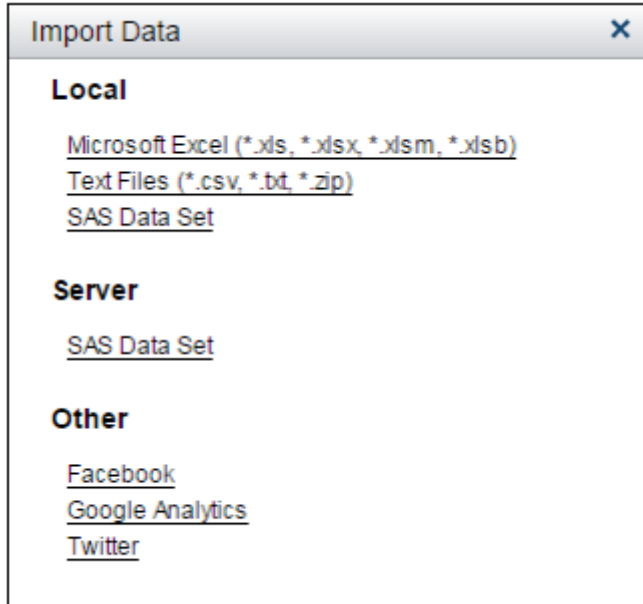 Import Data
Local
Microsoft Excel (*.xls, *.xlsx, *.xlsm, *.xlsb)
Text Files (*.csv, *.txt, *.zip)
SAS Data Set
Server
SAS Data Set
Other
Facebook
Google Analytics
Twitter